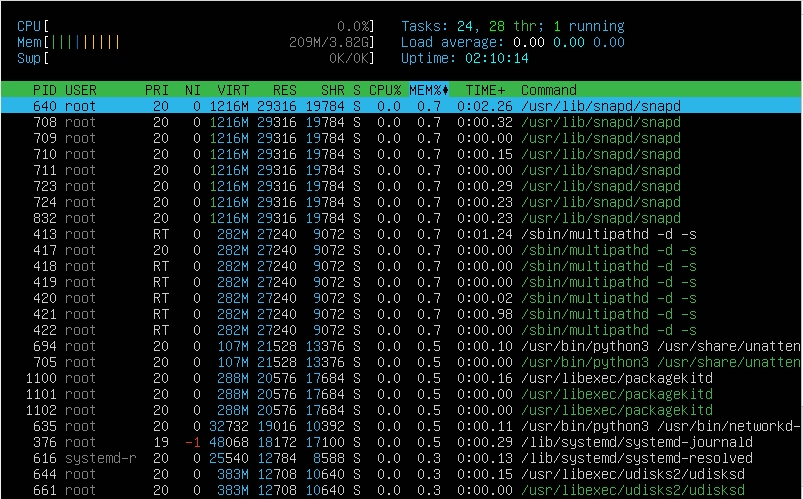 CPU[ 0.0%] Tasks: 24, 28 thr; 1 running
Mem[||||||||| 209M/3.82G] Load average: 0.00 0.00 0.00
Swp[ 0K/0K] Uptime: 02:10:14
PID USER PRI NI VIRT RES SHR S CPU% MEM%♦ TIME+ Command
640 root 20 0 1216M 29316 19784 S 0.0 0.7 0:02.26 /usr/lib/snapd/snapd
708 root 20 0 1216M 29316 19784 S 0.0 0.7 0:00.32 /usr/lib/snapd/snapd
709 root 20 0 1216M 29316 19784 S 0.0 0.7 0:00.00 /usr/lib/snapd/snapd
710 root 20 0 1216M 29316 19784 S 0.0 0.7 0:00.15 /usr/lib/snapd/snapd
711 root 20 0 1216M 29316 19784 S 0.0 0.7 0:00.00 /usr/lib/snapd/snapd
723 root 20 0 1216M 29316 19784 S 0.0 0.7 0:00.29 /usr/lib/snapd/snapd
724 root 20 0 1216M 29316 19784 S 0.0 0.7 0:00.23 /usr/lib/snapd/snapd
832 root 20 0 1216M 29316 19784 S 0.0 0.7 0:00.23 /usr/lib/snapd/snapd
413 root RT 0 282M 27240 9072 S 0.0 0.7 0:01.24 /sbin/multipathd -d -s
417 root 20 0 282M 27240 9072 S 0.0 0.7 0:00.00 /sbin/multipathd -d -s
418 root RT 0 282M 27240 9072 S 0.0 0.7 0:00.00 /sbin/multipathd -d -s
419 root RT 0 282M 27240 9072 S 0.0 0.7 0:00.00 /sbin/multipathd -d -s
420 root RT 0 282M 27240 9072 S 0.0 0.7 0:00.02 /sbin/multipathd -d -s
421 root RT 0 282M 27240 9072 S 0.0 0.7 0:00.98 /sbin/multipathd -d -s
422 root RT 0 282M 27240 9072 S 0.0 0.7 0:00.00 /sbin/multipathd -d -s
694 root 20 0 107M 21528 13376 S 0.0 0.5 0:00.10 /usr/bin/python3 /usr/share/unatten
705 root 20 0 107M 21528 13376 S 0.0 0.5 0:00.00 /usr/bin/python3 /usr/share/unatten
1100 root 20 0 288M 20576 17684 S 0.0 0.5 0:00.16 /usr/libexec/packagekitd
1101 root 20 0 288M 20576 17684 S 0.0 0.5 0:00.00 /usr/libexec/packagekitd
1102 root 20 0 288M 20576 17684 S 0.0 0.5 0:00.00 /usr/libexec/packagekitd
635 root 20 0 32732 19016 10392 S 0.0 0.5 0:00.11 /usr/bin/python3 /usr/bin/networkd-
376 root 19 -1 48068 18172 17100 S 0.0 0.5 0:00.29 /lib/systemd/systemd-journald
616 systemd-r 20 0 25540 12784 8588 S 0.0 0.3 0:00.13 /lib/systemd/systemd-resolved
644 root 20 0 383M 12708 10640 S 0.0 0.3 0:00.15 /usr/libexec/udisks2/udisksd
661 root 20 0 383M 12708 10640 S 0.0 0.3 0:00.00 /usr/libexec/udisks2/udisksd